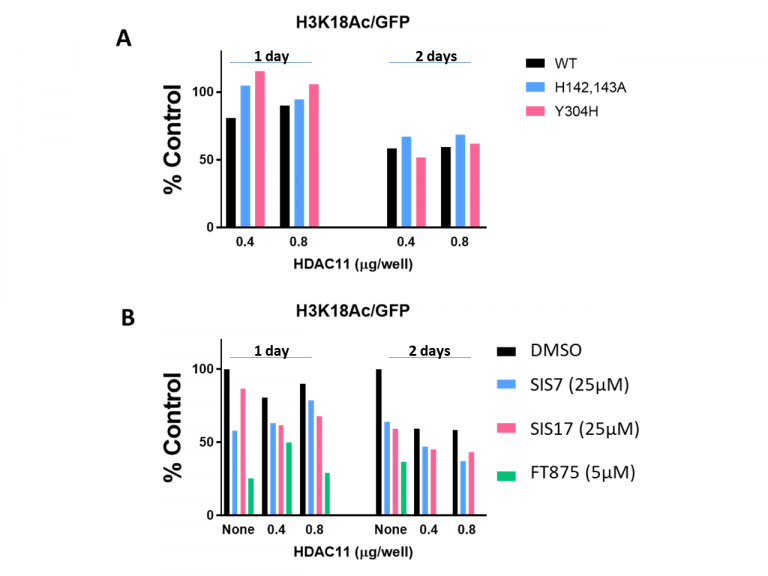 H3K18Ac/GFP
A
1 day
2 days
WT
H142,143A
Y304H
% Control
100
50
0
0.4
0.8
0.4
0.8
HDAC11 (μg/well)
H3K18Ac/GFP
B
1 day
2 days
DMSO
SIS7 (25μM)
SIS17 (25μM)
FT875 (5μM)
% Control
100
50
0
None
0.4
0.8
None
0.4
0.8
HDAC11 (μg/well)